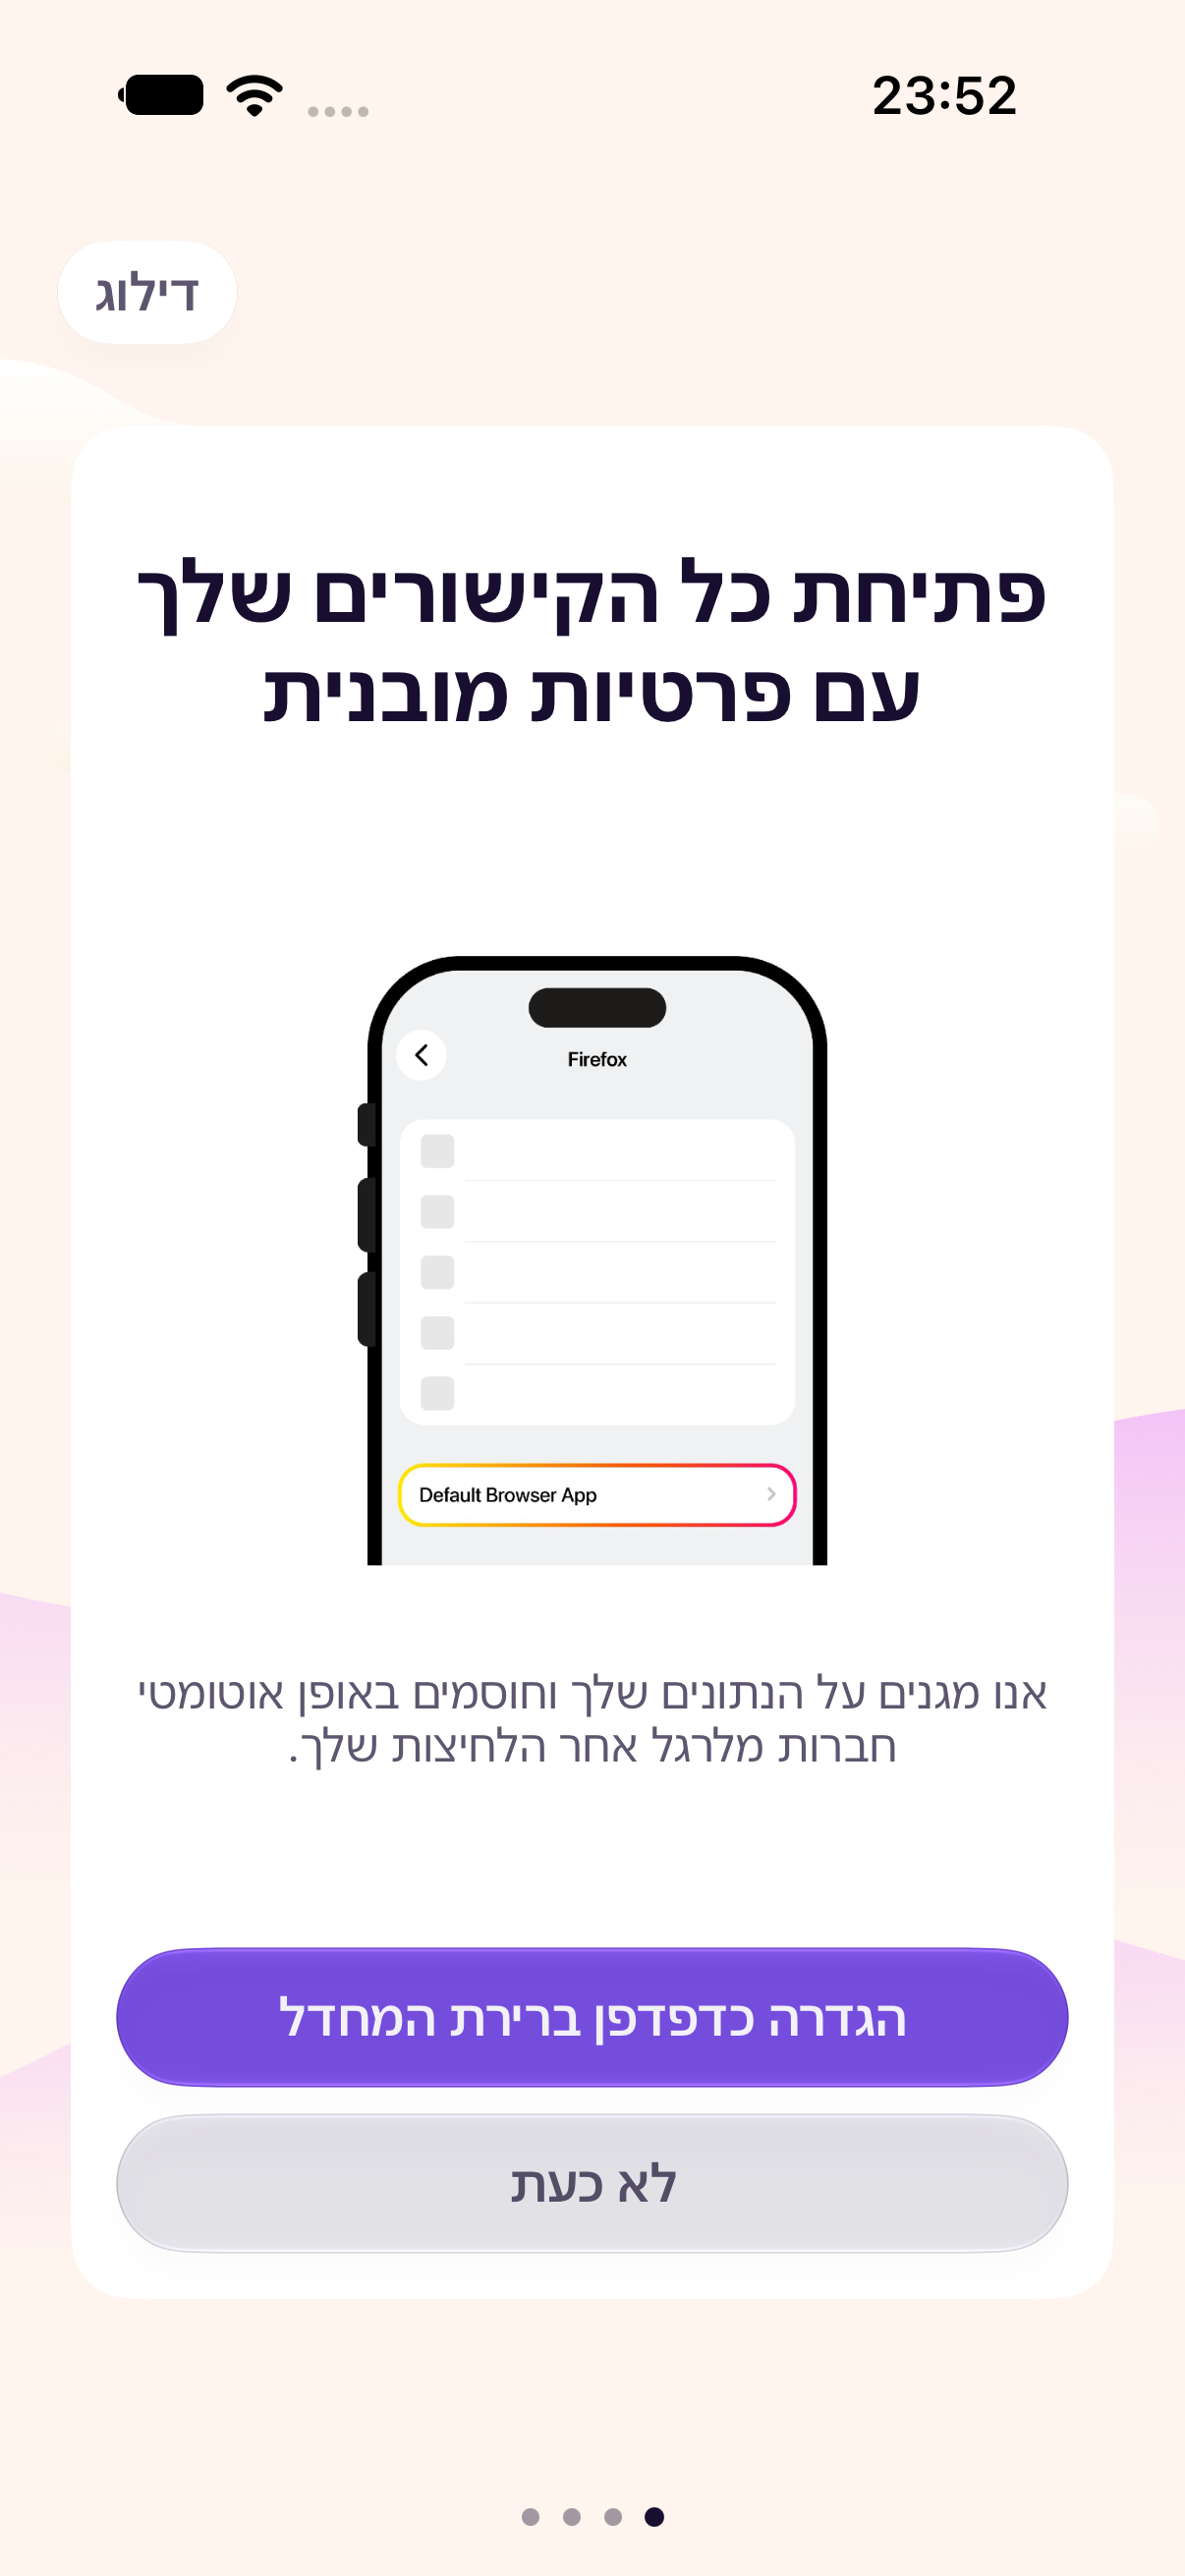 23:52
דילוג
פתיחת כל הקישורים שלך
עם פרטיות מובנית
Firefox
Default Browser App
אנו מגנים על הנתונים שלך וחוסמים באופן אוטומטי
חברות מלרגל אחר הלחיצות שלך.
הגדרה כדפדפן ברירת המחדל
לא כעת